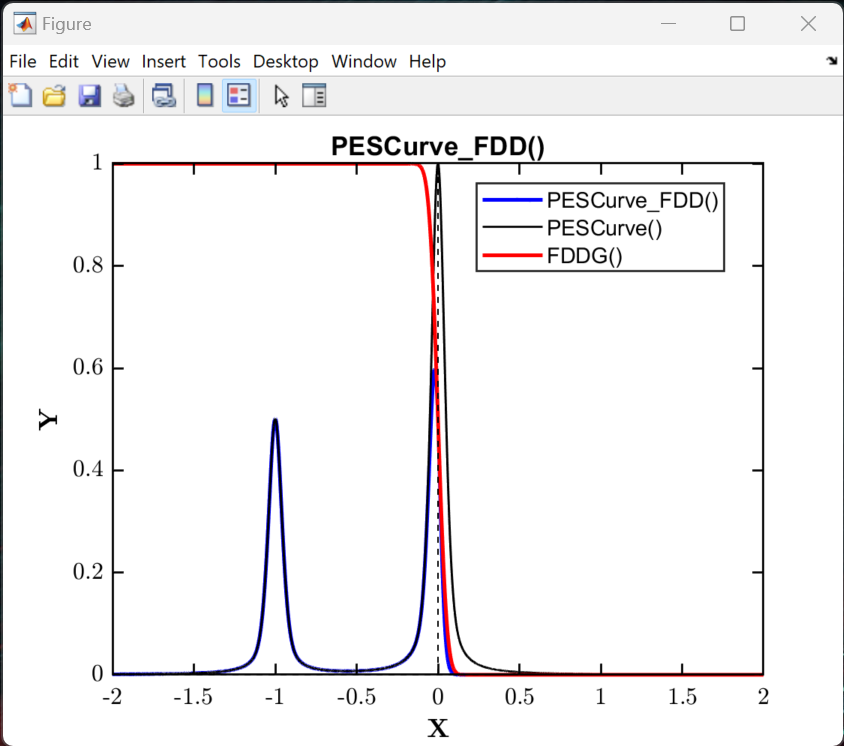 Figure
File Edit View Insert Tools Desktop Window Help
PESCurve_FDD()
PESCurve_FDD()
PESCurve()
FDDG()
1
0.8
0.6
0.4
0.2
0
Y
-2 -1.5 -1 -0.5 0 0.5 1 1.5 2
X